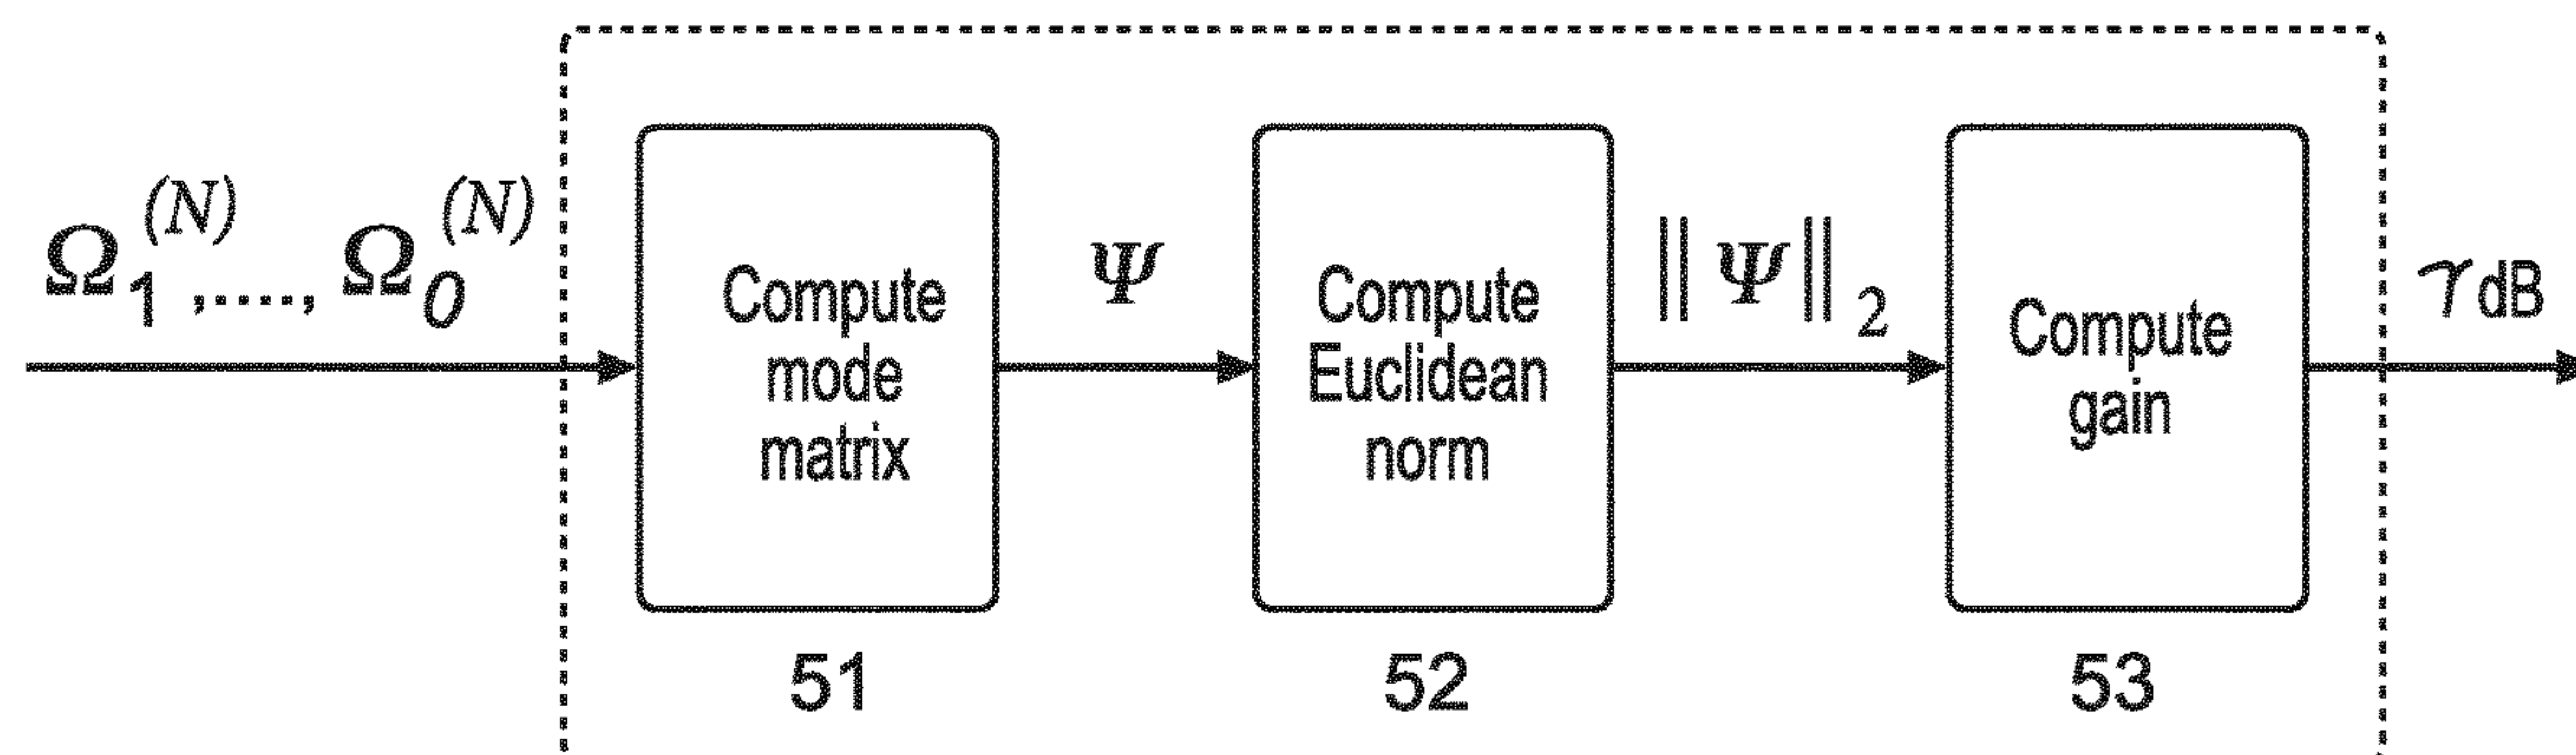 Ω₁⁽ᴺ⁾ ,...., Ω₀⁽ᴺ⁾
Compute
mode
matrix
51
Ψ
Compute
Euclidean
norm
52
‖Ψ‖₂
Compute
gain
53
γdB